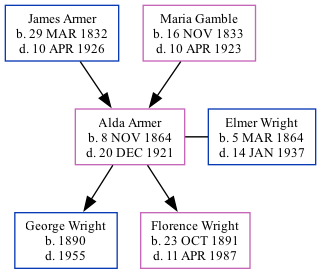 James Armer
b. 29 MAR 1832
d. 10 APR 1926
Maria Gamble
b. 16 NOV 1833
d. 10 APR 1923
Alda Armer
b. 8 NOV 1864
d. 20 DEC 1921
Elmer Wright
b. 5 MAR 1864
d. 14 JAN 1937
George Wright
b. 1890
d. 1955
Florence Wright
b. 23 OCT 1891
d. 11 APR 1987